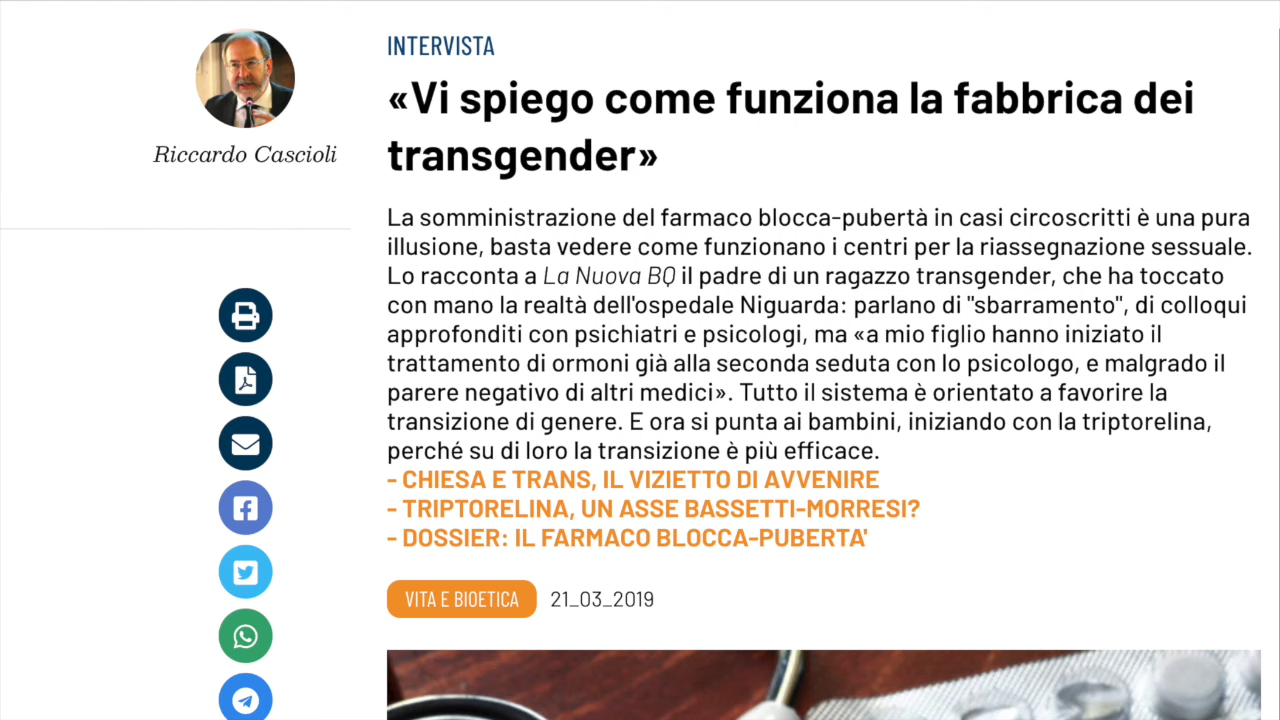 INTERVISTA
«Vi spiego come funziona la fabbrica dei
transgender»
Riccardo Cascioli
La somministrazione del farmaco blocca-pubertà in casi circoscritti è una pura
illusione, basta vedere come funzionano i centri per la riassegnazione sessuale.
Lo racconta a La Nuova BQ il padre di un ragazzo transgender, che ha toccato
con mano la realtà dell'ospedale Niguarda: parlano di "sbarramento", di colloqui
approfonditi con psichiatri e psicologi, ma «a mio figlio hanno iniziato il
trattamento di ormoni già alla seconda seduta con lo psicologo, e malgrado il
parere negativo di altri medici». Tutto il sistema è orientato a favorire la
transizione di genere. E ora si punta ai bambini, iniziando con la triptorelina,
perché su di loro la transizione è più efficace.
- CHIESA E TRANS, IL VIZIETTO DI AVVENIRE
- TRIPTORELINA, UN ASSE BASSETTI-MORRESI?
- DOSSIER: IL FARMACO BLOCCA-PUBERTA'
VITA E BIOETICA 21_03_2019